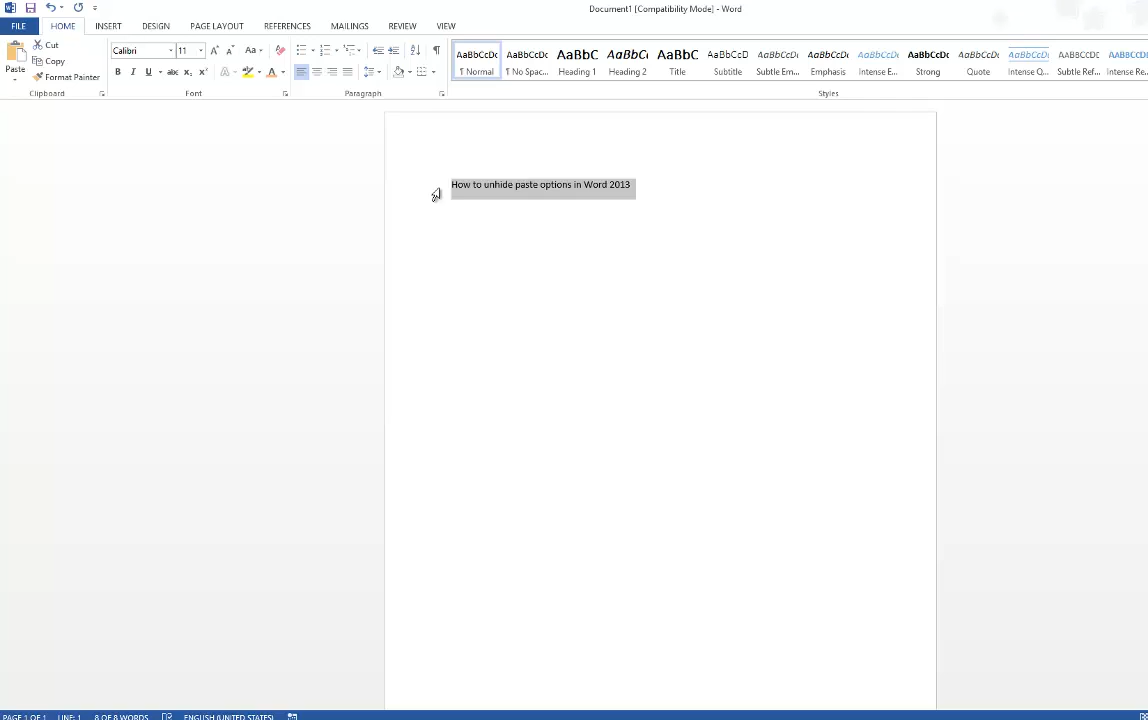 Document1 [Compatibility Mode] - Word
FILE HOME INSERT DESIGN PAGE LAYOUT REFERENCES MAILINGS REVIEW VIEW
Paste
Cut
Copy
Format Painter
Clipboard
Calibri 11
Font
Paragraph
AaBbCcDc AaBbCcDc AaBbC AaBbC AaBbC AaBbCcD AaBbCcDc AaBbCcDc AaBbCcDc AaBbCcDc AaBbCcDc AaBbCcDc AaBbCcDc AaBbCcDc
¶ Normal ¶ No Spac... Heading 1 Heading 2 Title Subtitle Subtle Em... Emphasis Intense E... Strong Quote Intense Q... Subtle Ref... Intense Re...
Styles
How to unhide paste options in Word 2013
PAGE 1 OF 1 LINE: 1 8 OF 8 WORDS ENGLISH (UNITED STATES)